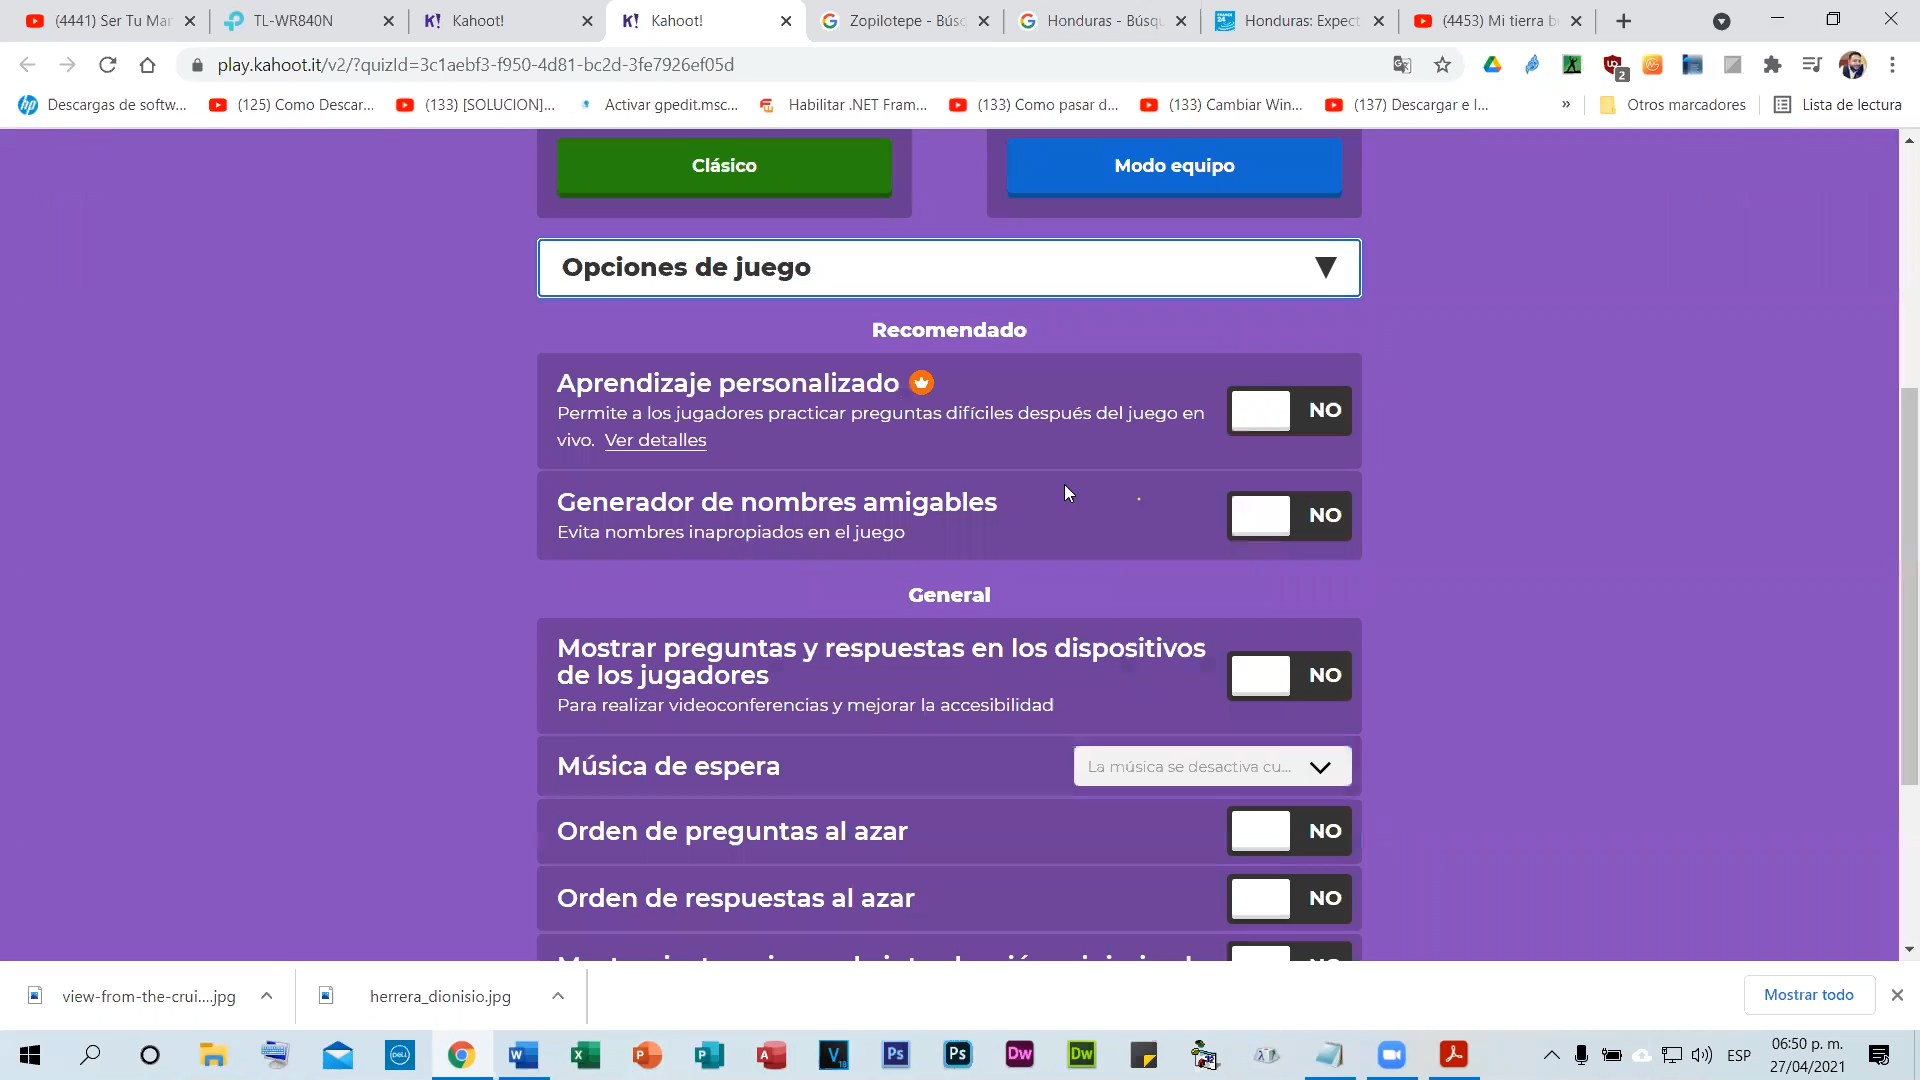 (4441) Ser Tu Mar
TL-WR840N
Kahoot!
Kahoot!
Zopilotepe - Búsc
Honduras - Búsqu
Honduras: Expect
(4453) Mi tierra b
play.kahoot.it/v2/?quizId=3c1aebf3-f950-4d81-bc2d-3fe7926ef05d
2
Descargas de softw...
(125) Como Descar...
(133) [SOLUCION]...
Activar gpedit.msc...
Habilitar .NET Fram...
(133) Como pasar d...
(133) Cambiar Win...
(137) Descargar e I...
»
Otros marcadores
Lista de lectura
Clásico
Modo equipo
Opciones de juego
Recomendado
Aprendizaje personalizado
Permite a los jugadores practicar preguntas difíciles después del juego en
vivo. Ver detalles
NO
Generador de nombres amigables
Evita nombres inapropiados en el juego
NO
General
Mostrar preguntas y respuestas en los dispositivos
de los jugadores
Para realizar videoconferencias y mejorar la accesibilidad
NO
Música de espera
La música se desactiva cu...
Orden de preguntas al azar
NO
Orden de respuestas al azar
NO
view-from-the-crui....jpg
herrera_dionisio.jpg
Mostrar todo
ESP
06:50 p. m.
27/04/2021